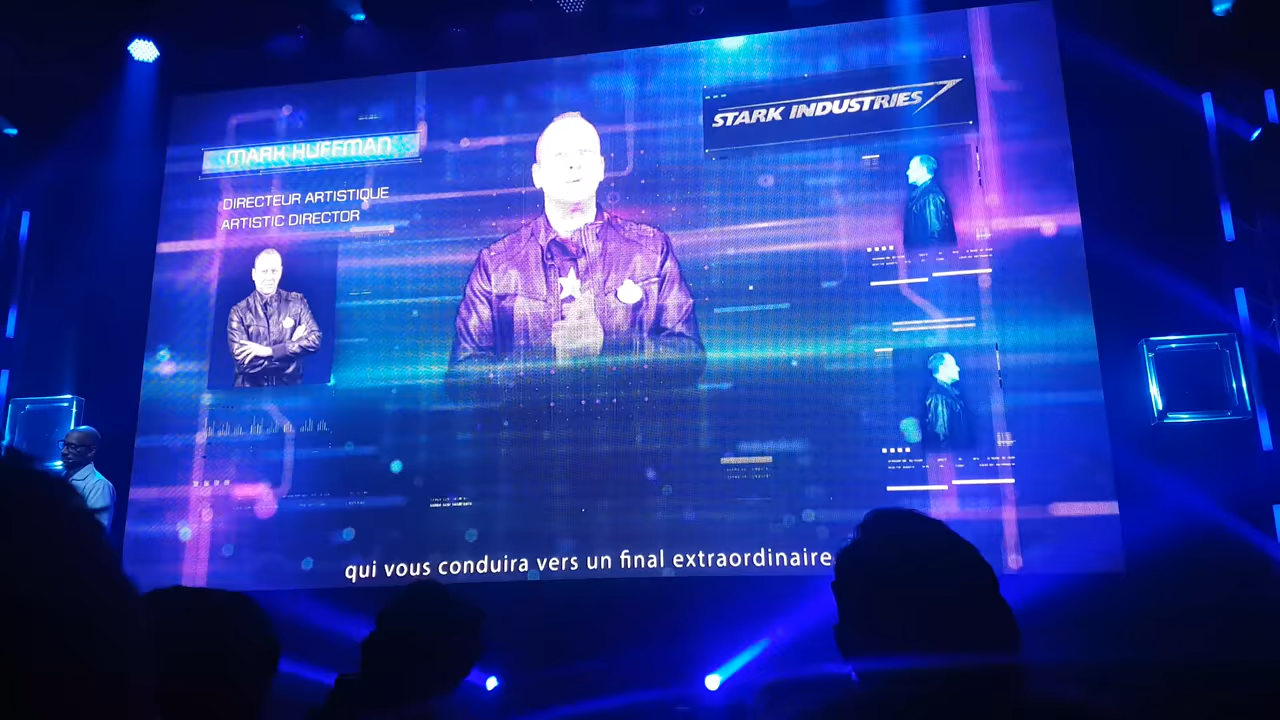 MARK HUFFMAN
DIRECTEUR ARTISTIQUE
ARTISTIC DIRECTOR
STARK INDUSTRIES
qui vous conduira vers un final extraordinaire